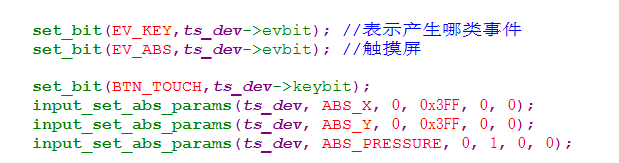 set_bit(EV_KEY,ts_dev->evbit); //表示产生哪类事件
set_bit(EV_ABS,ts_dev->evbit); //触摸屏
set_bit(BTN_TOUCH,ts_dev->keybit);
input_set_abs_params(ts_dev, ABS_X, 0, 0x3FF, 0, 0);
input_set_abs_params(ts_dev, ABS_Y, 0, 0x3FF, 0, 0);
input_set_abs_params(ts_dev, ABS_PRESSURE, 0, 1, 0, 0);